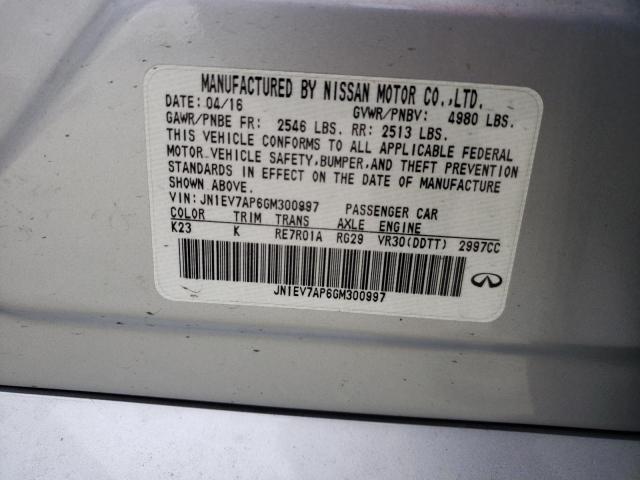 MANUFACTURED BY NISSAN MOTOR CO.,LTD.
DATE: 04/16 GVWR/PNBV: 4980 LBS.
GAWR/PNBE FR: 2546 LBS. RR: 2513 LBS.
THIS VEHICLE CONFORMS TO ALL APPLICABLE FEDERAL
MOTOR VEHICLE SAFETY,BUMPER,AND THEFT PREVENTION
STANDARDS IN EFFECT ON THE DATE OF MANUFACTURE
SHOWN ABOVE.
VIN:JN1EV7AP6GM300997 PASSENGER CAR
COLOR TRIM TRANS AXLE ENGINE
K23 K RE7R01A RG29 VR30(DDTT) 2997CC
JN1EV7AP6GM300997